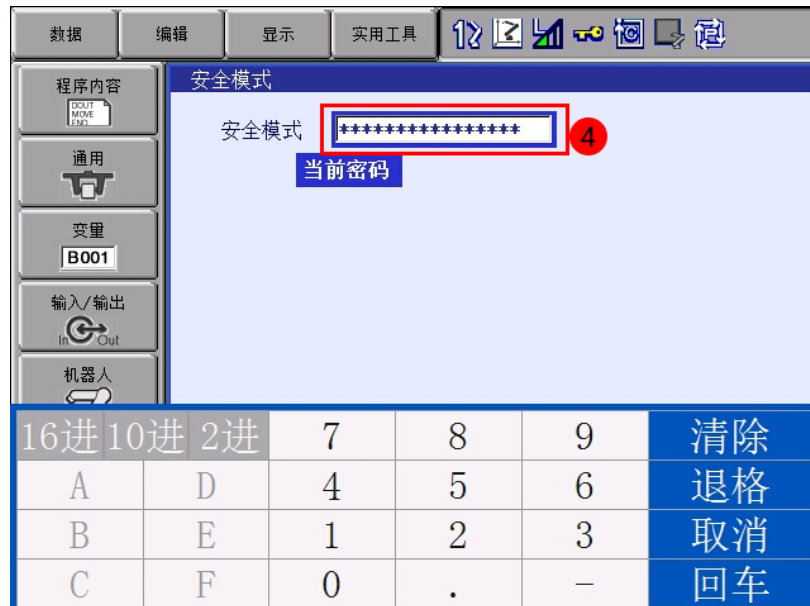 数据 编辑 显示 实用工具
程序内容
DOUT
MOVE
END
通用
变量
B001
输入/输出
In Out
机器人
安全模式
安全模式 **************** 4
当前密码
16进 10进 2进 7 8 9 清除
A D 4 5 6 退格
B E 1 2 3 取消
C F 0 . － 回车